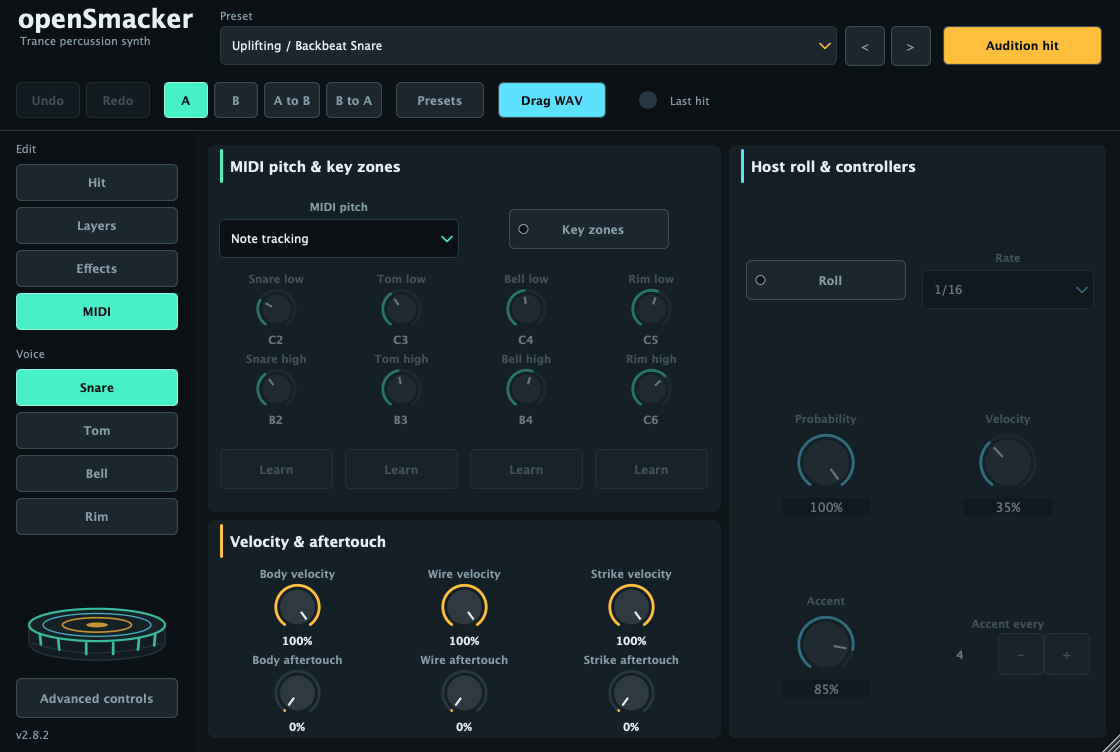 openSmacker
Trance percussion synth
Preset
Uplifting / Backbeat Snare
<
>
Audition hit
Undo
Redo
A
B
A to B
B to A
Presets
Drag WAV
Last hit
Edit
Hit
Layers
Effects
MIDI
Voice
Snare
Tom
Bell
Rim
Advanced controls
v2.8.2
MIDI pitch & key zones
MIDI pitch
Note tracking
Key zones
Snare low
Tom low
Bell low
Rim low
C2
C3
C4
C5
Snare high
Tom high
Bell high
Rim high
B2
B3
B4
C6
Learn
Learn
Learn
Learn
Velocity & aftertouch
Body velocity
Wire velocity
Strike velocity
100%
100%
100%
Body aftertouch
Wire aftertouch
Strike aftertouch
0%
0%
0%
Host roll & controllers
Roll
Rate
1/16
Probability
Velocity
100%
35%
Accent
Accent every
85%
4
-
+